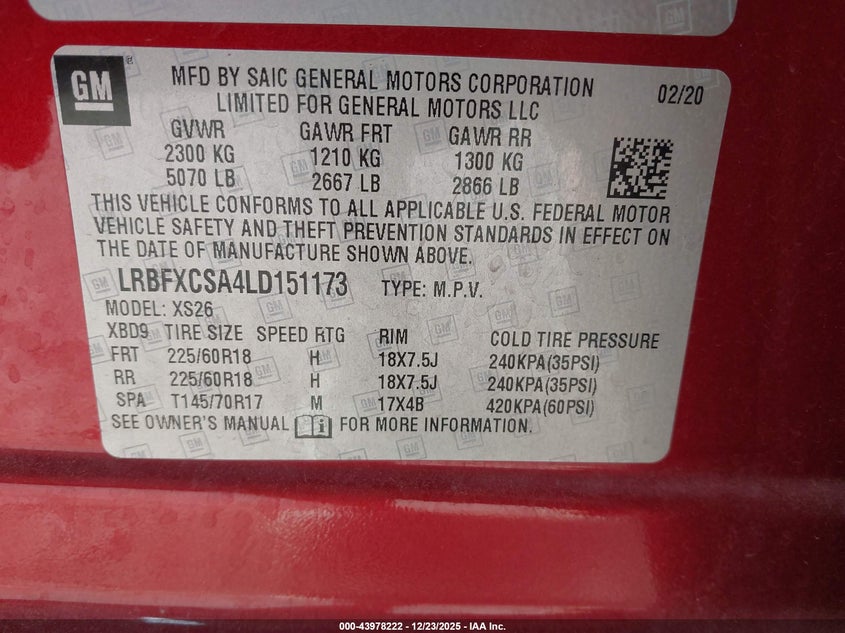 GM ®
MFD BY SAIC GENERAL MOTORS CORPORATION 02/20
LIMITED FOR GENERAL MOTORS LLC
GVWR GAWR FRT GAWR RR
2300 KG 1210 KG 1300 KG
5070 LB 2667 LB 2866 LB
THIS VEHICLE CONFORMS TO ALL APPLICABLE U.S. FEDERAL MOTOR
VEHICLE SAFETY AND THEFT PREVENTION STANDARDS IN EFFECT ON
THE DATE OF MANUFACTURE SHOWN ABOVE.
LRBFXCSA4LD151173 TYPE: M.P.V.
MODEL: XS26
XBD9 TIRE SIZE SPEED RTG RIM COLD TIRE PRESSURE
FRT 225/60R18 H 18X7.5J 240KPA(35PSI)
RR 225/60R18 H 18X7.5J 240KPA(35PSI)
SPA T145/70R17 M 17X4B 420KPA(60PSI)
SEE OWNER'S MANUAL i FOR MORE INFORMATION.
000-43978222 - 12/23/2025 - IAA Inc.